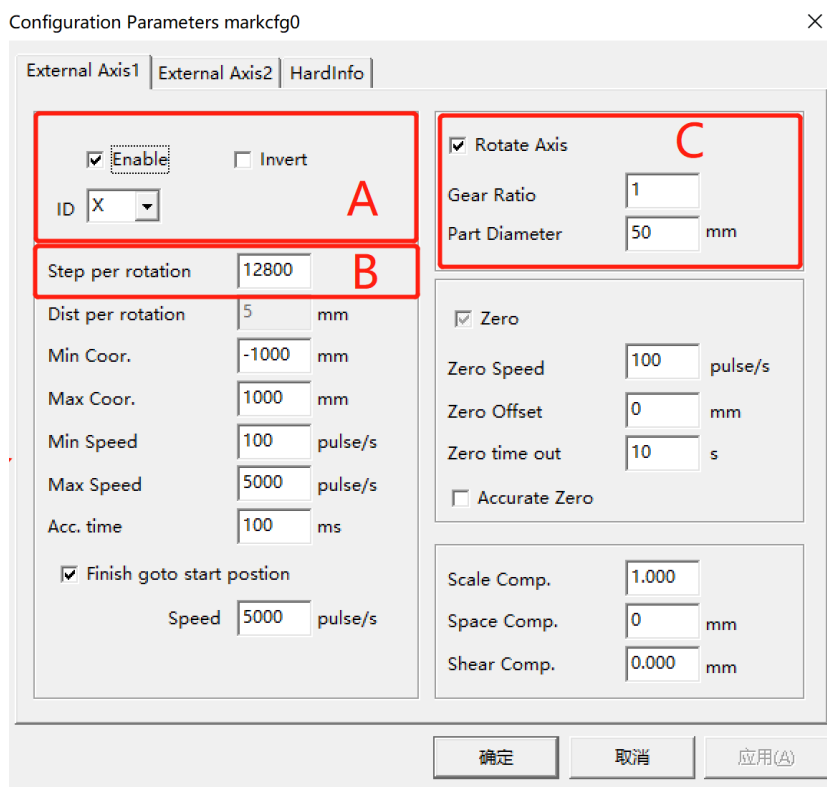 Configuration Parameters markcfg0
External Axis1 External Axis2 HardInfo
Enable Invert
ID X
A
Step per rotation 12800
B
Dist per rotation 5 mm
Min Coor. -1000 mm
Max Coor. 1000 mm
Min Speed 100 pulse/s
Max Speed 5000 pulse/s
Acc. time 100 ms
Finish goto start postion
Speed 5000 pulse/s
Rotate Axis
C
Gear Ratio 1
Part Diameter 50 mm
Zero
Zero Speed 100 pulse/s
Zero Offset 0 mm
Zero time out 10 s
Accurate Zero
Scale Comp. 1.000
Space Comp. 0 mm
Shear Comp. 0.000 mm
确定 取消 应用(A)